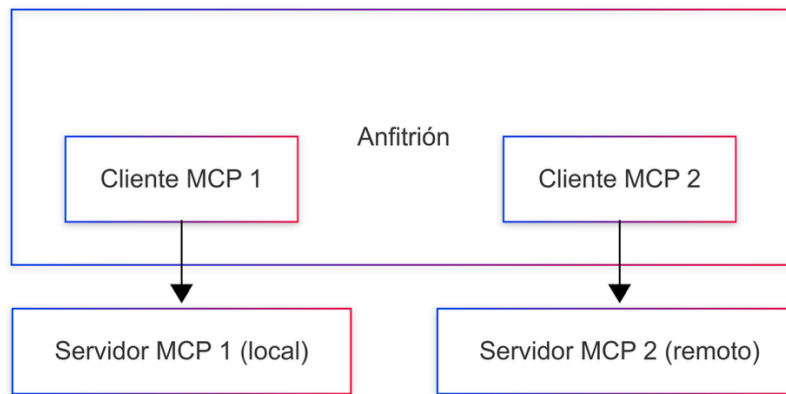 Anfitrión
Cliente MCP 1
Cliente MCP 2
Servidor MCP 1 (local)
Servidor MCP 2 (remoto)